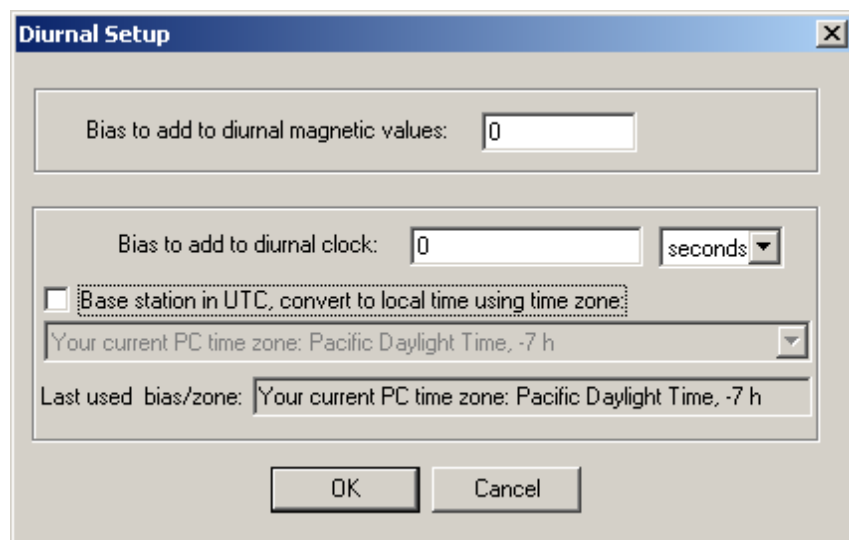 Diurnal Setup
Bias to add to diurnal magnetic values: 0
Bias to add to diurnal clock: 0 seconds
Base station in UTC, convert to local time using time zone:
Your current PC time zone: Pacific Daylight Time, -7 h
Last used bias/zone: Your current PC time zone: Pacific Daylight Time, -7 h
OK Cancel